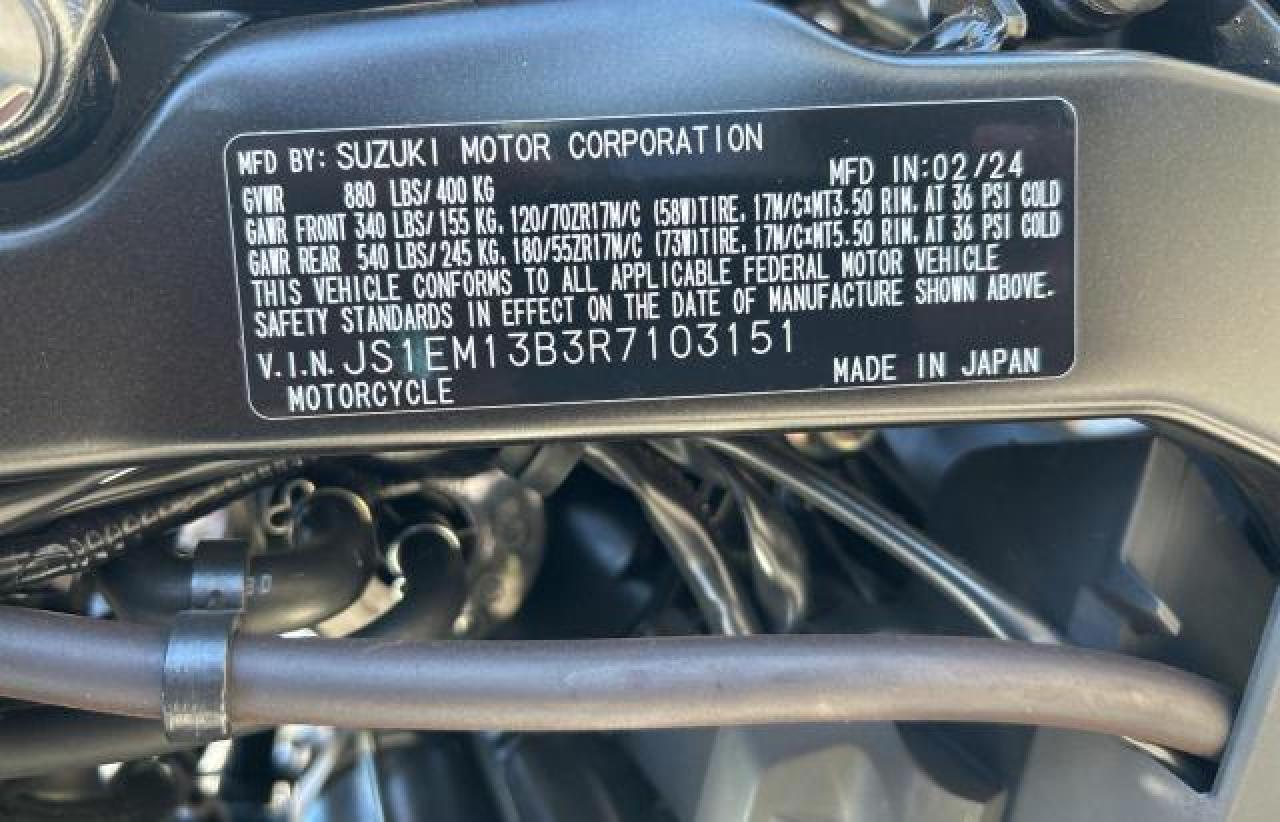 MFD BY: SUZUKI MOTOR CORPORATION
MFD IN:02/24
GVWR 880 LBS/ 400 KG
GAWR FRONT 340 LBS/ 155 KG. 120/70ZR17M/C (58W)TIRE. 17M/C×MT3.50 RIM. AT 36 PSI COLD
GAWR REAR 540 LBS/ 245 KG. 180/55ZR17M/C (73W)TIRE. 17M/C×MT5.50 RIM. AT 36 PSI COLD
THIS VEHICLE CONFORMS TO ALL APPLICABLE FEDERAL MOTOR VEHICLE
SAFETY STANDARDS IN EFFECT ON THE DATE OF MANUFACTURE SHOWN ABOVE.
V.I.N. JS1EM13B3R7103151
MOTORCYCLE MADE IN JAPAN